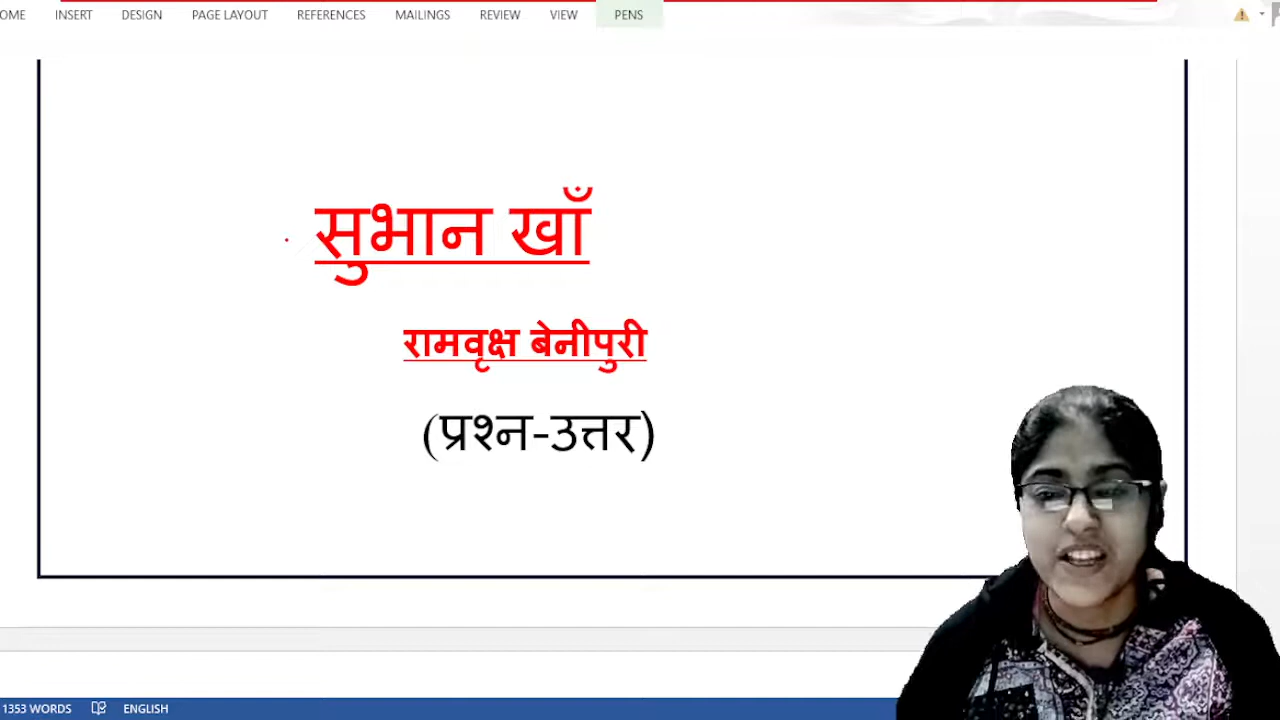 OME INSERT DESIGN PAGE LAYOUT REFERENCES MAILINGS REVIEW VIEW PENS
सुभान खाँ
रामवृक्ष बेनीपुरी
(प्रश्न-उत्तर)
1353 WORDS ENGLISH